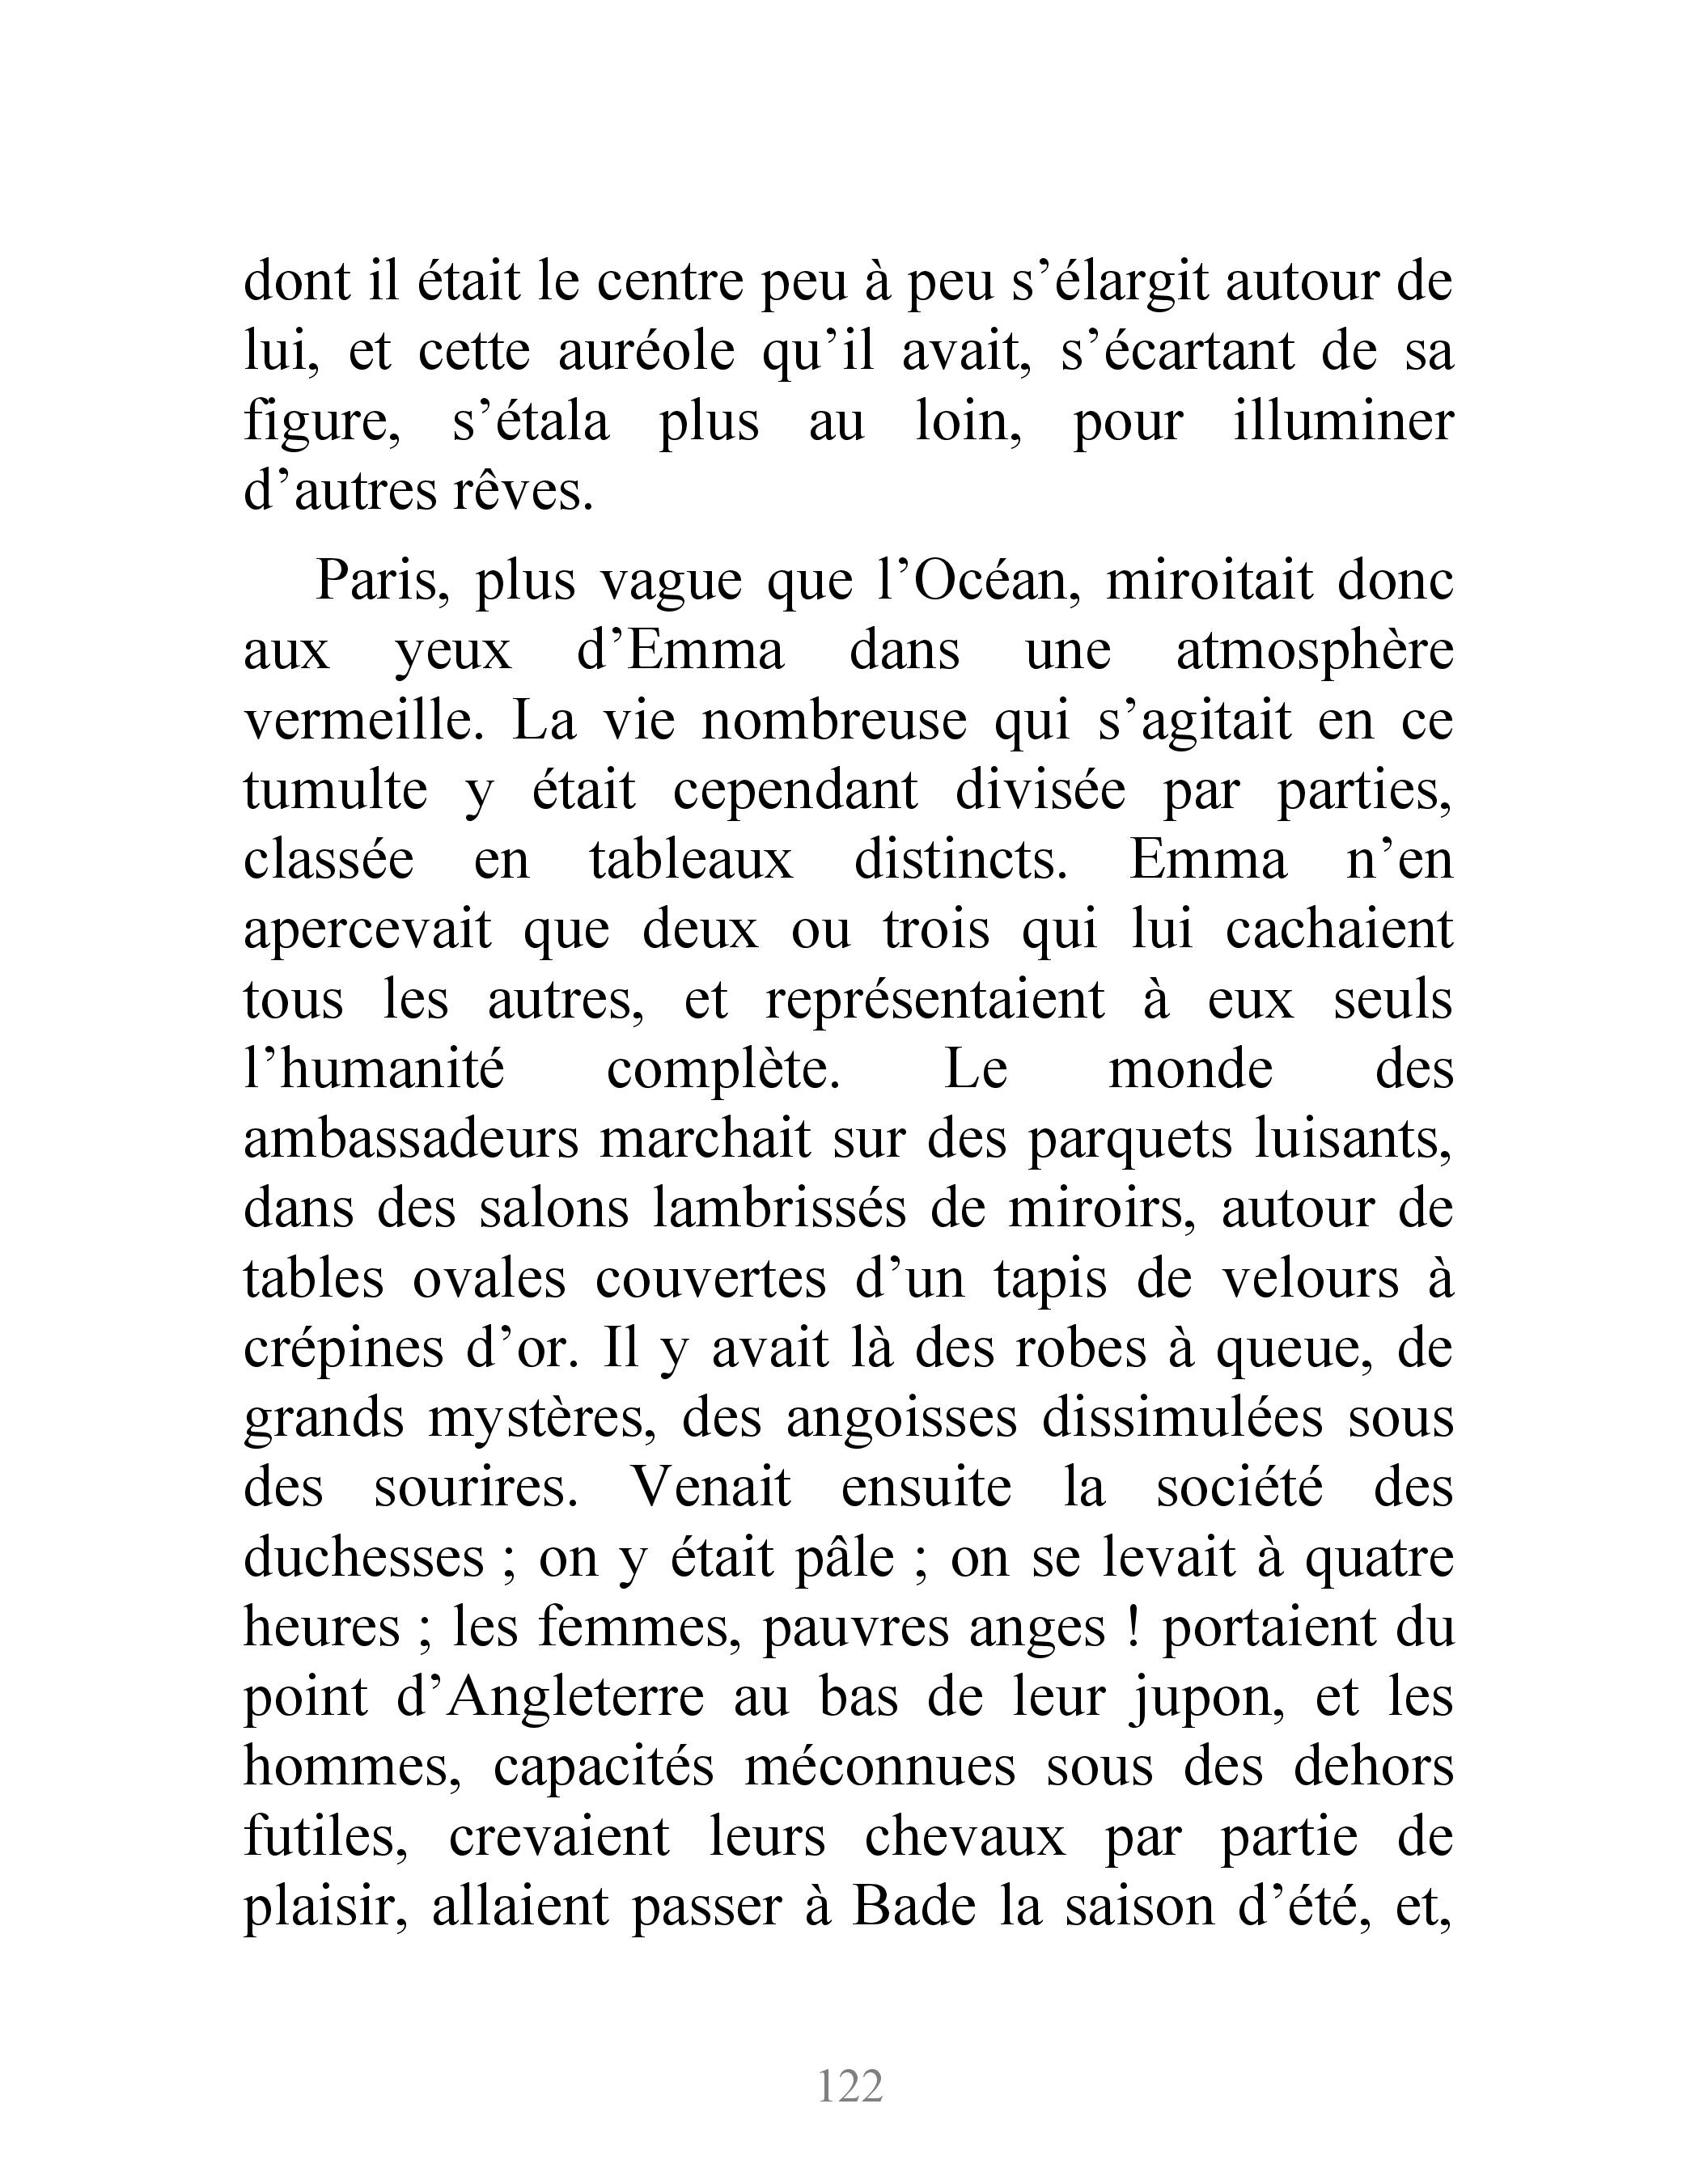 dont il était le centre peu à peu s’élargit autour de
lui, et cette auréole qu’il avait, s’écartant de sa
figure, s’étala plus au loin, pour illuminer
d’autres rêves.
Paris, plus vague que l’Océan, miroitait donc
aux yeux d’Emma dans une atmosphère
vermeille. La vie nombreuse qui s’agitait en ce
tumulte y était cependant divisée par parties,
classée en tableaux distincts. Emma n’en
apercevait que deux ou trois qui lui cachaient
tous les autres, et représentaient à eux seuls
l’humanité complète. Le monde des
ambassadeurs marchait sur des parquets luisants,
dans des salons lambrissés de miroirs, autour de
tables ovales couvertes d’un tapis de velours à
crépines d’or. Il y avait là des robes à queue, de
grands mystères, des angoisses dissimulées sous
des sourires. Venait ensuite la société des
duchesses ; on y était pâle ; on se levait à quatre
heures ; les femmes, pauvres anges ! portaient du
point d’Angleterre au bas de leur jupon, et les
hommes, capacités méconnues sous des dehors
futiles, crevaient leurs chevaux par partie de
plaisir, allaient passer à Bade la saison d’été, et,
122